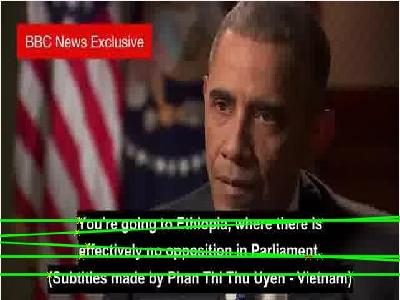 BBC News Exclusive
You're going to Ethiopia, where there is
effectively no opposition in Parliament.
(Subtitles made by Phan Thi Thu Uyen - Vietnam)